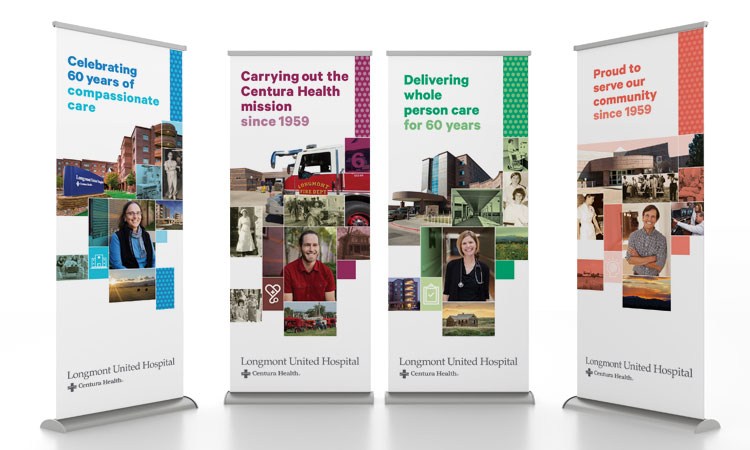 Celebrating
60 years of
compassionate
care
Longmont United Hospital
Centura Health.
Carrying out the
Centura Health
mission
since 1959
6
LONGMONT
FIRE DEPT
Longmont United Hospital
Centura Health.
Delivering
whole
person care
for 60 years
Longmont United Hospital
Centura Health.
Proud to
serve our
community
since 1959
Longmont United Hospital
Centura Health.